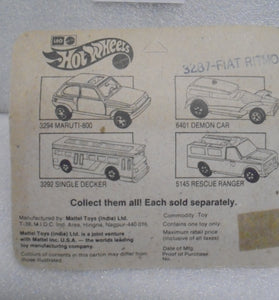 LEO
Hot Wheels
3287-FIAT RITMO
3294 MARUTI-800
6401 DEMON CAR
3292 SINGLE DECKER
5145 RESCUE RANGER
Collect them all! Each sold separately.
Manufactured by: Mattel Toys (India) Ltd.
T-38, M.I.D.C. Ind. Area, Hingna, Nagpur-440 016.
Mattel Toys (India) Ltd. is a joint venture
with Mattel Inc. U.S.A. — the worlds leading
toy manufacturing company.
Colours of contents in this carton may differ from
those illustrated.
Commodity :Toy
Contains one toy only.
Maximum retail price
(inclusive of all taxes)
Date of Mfg.
Proof of Purchase
No.